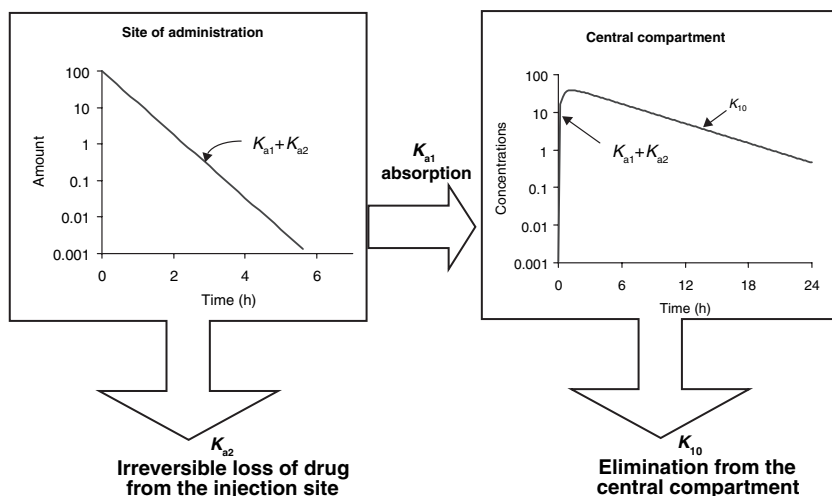 Site of administration
100
10
1
0.1
0.01
0.001
Amount
Ka1+Ka2
0 2 4 6
Time (h)
Ka1
absorption
Central compartment
100
10
1
0.1
0.01
0.001
Concentrations
K10
Ka1+Ka2
0 6 12 18 24
Time (h)
Ka2
Irreversible loss of drug
from the injection site
K10
Elimination from the
central compartment